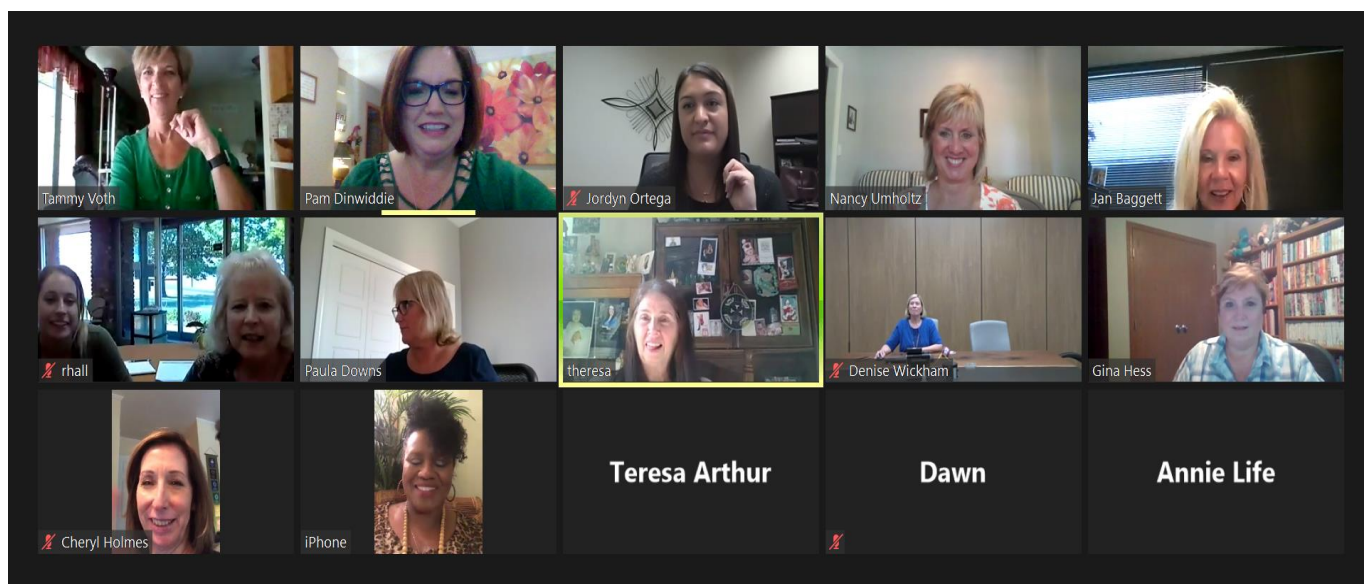 Tammy Voth
Pam Dinwiddie
Jordyn Ortega
Nancy Umholtz
Jan Baggett
rhall
Paula Downs
theresa
Denise Wickham
Gina Hess
Cheryl Holmes
iPhone
Teresa Arthur
Dawn
Annie Life